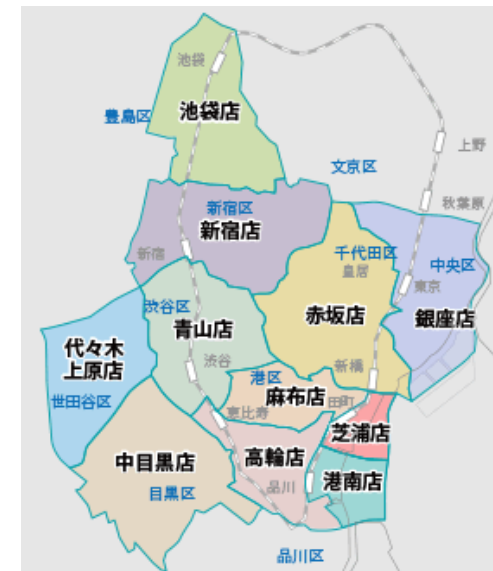 池袋
池袋店
豊島区
上野
文京区
秋葉原
新宿区
新宿店
新宿
千代田区
皇居
中央区
東京
渋谷区
青山店
赤坂店
銀座店
代々木
上原店
渋谷
新橋
港区
麻布店
世田谷区
恵比寿
田町
芝浦店
中目黒店
高輪店
目黒区
品川
港南店
品川区